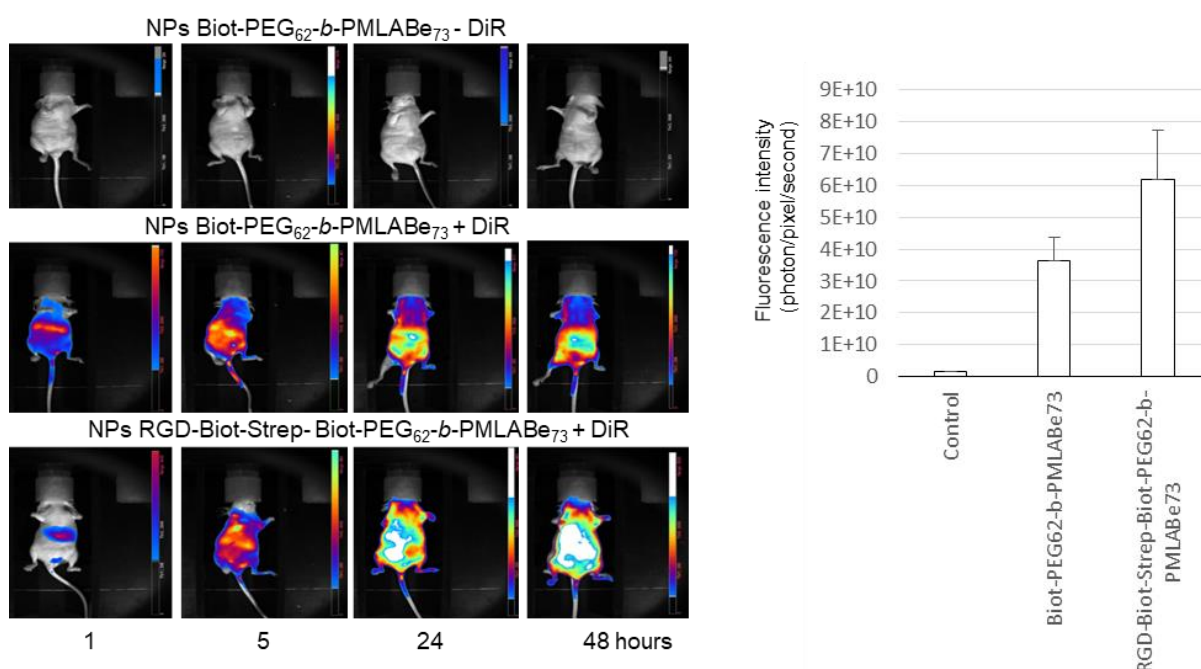 NPs Biot-PEG62-b-PMLABe73 - DiR
NPs Biot-PEG62-b-PMLABe73 + DiR
NPs RGD-Biot-Strep- Biot-PEG62-b-PMLABe73 + DiR
1 5 24 48 hours
Fluorescence intensity
(photon/pixel/second)
9E+10
8E+10
7E+10
6E+10
5E+10
4E+10
3E+10
2E+10
1E+10
0
Control
Biot-PEG62-b-PMLABe73
RGD-Biot-Strep-Biot-PEG62-b-
PMLABe73